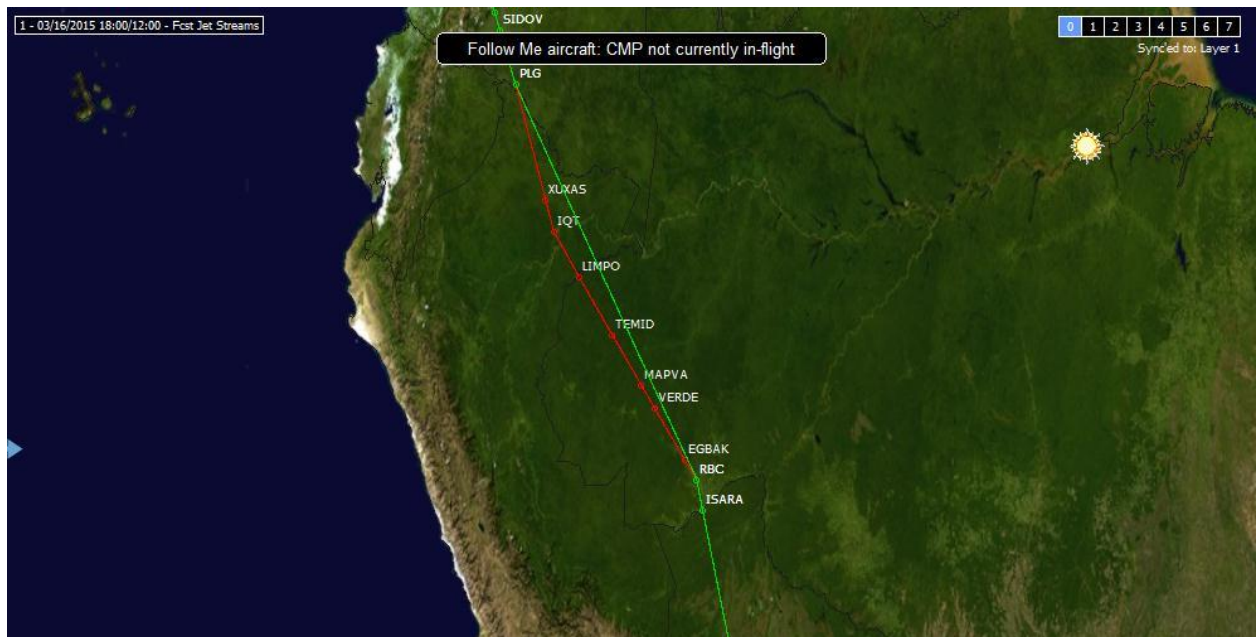 1 - 03/16/2015 18:00/12:00 - Fcst Jet Streams
0 1 2 3 4 5 6 7
Sync'ed to: Layer 1
SIDOV
Follow Me aircraft: CMP not currently in-flight
PLG
XUXAS
IQT
LIMPO
TEMID
MAPVA
VERDE
EGBAK
RBC
ISARA